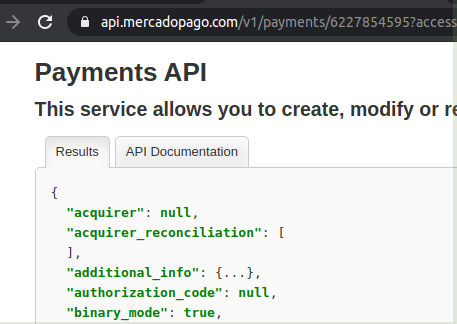 api.mercadopago.com/v1/payments/6227854595?access
Payments API
This service allows you to create, modify or re
Results
API Documentation
{
"acquirer": null,
"acquirer_reconciliation": [
],
"additional_info": {...},
"authorization_code": null,
"binary_mode": true,